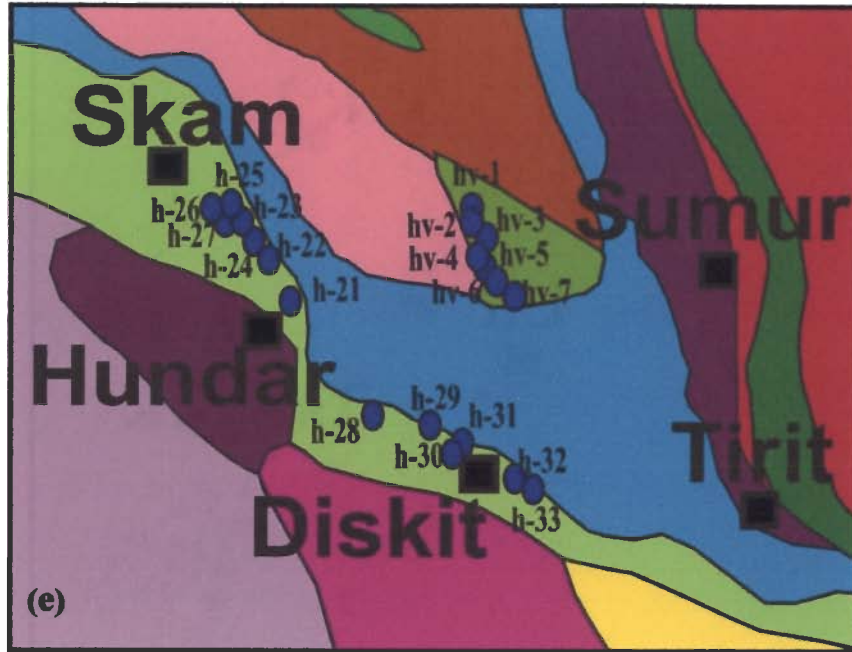 Skam
h-25
h-26
h-23
h-27
h-22
h-24
h-21
hv-1
hv-2
hv-3
hv-4
hv-5
hv-6
hv-7
Sumur
Hundar
h-29
h-28
h-31
h-30
h-32
Tirit
h-33
Diskit
(e)